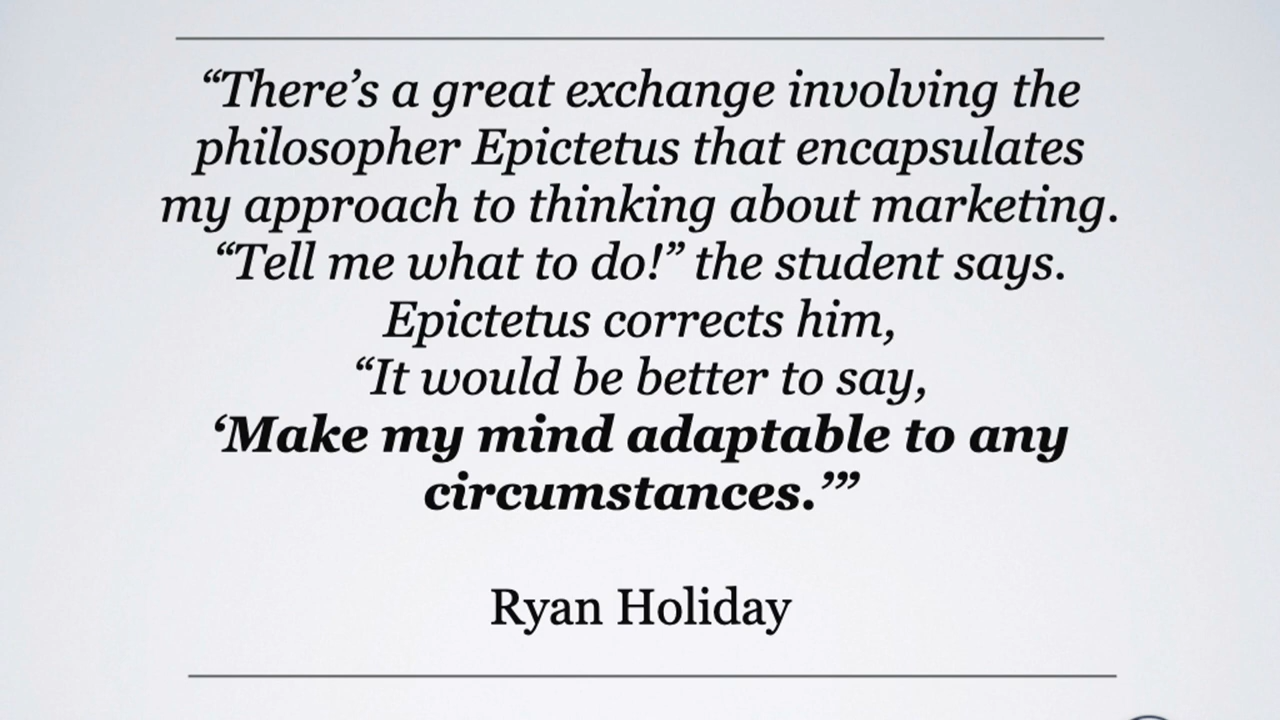 “There’s a great exchange involving the
philosopher Epictetus that encapsulates
my approach to thinking about marketing.
“Tell me what to do!” the student says.
Epictetus corrects him,
“It would be better to say,
‘Make my mind adaptable to any
circumstances.’”
Ryan Holiday